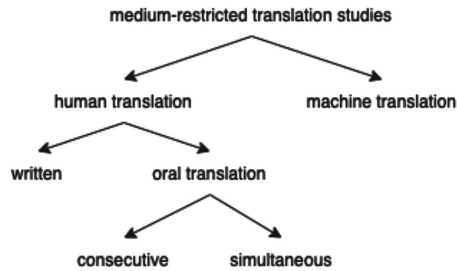 medium-restricted translation studies
human translation machine translation
written oral translation
consecutive simultaneous